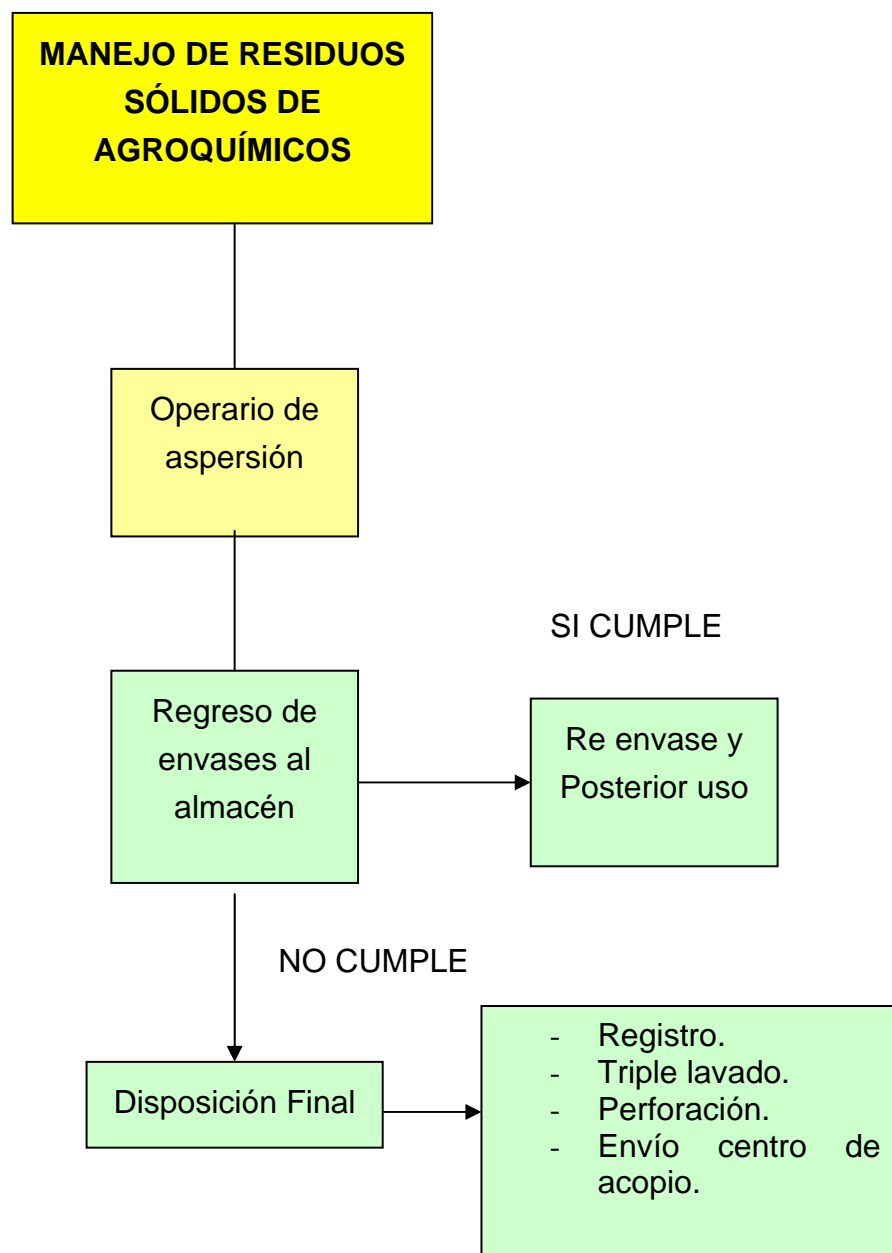 MANEJO DE RESIDUOS
SÓLIDOS DE
AGROQUÍMICOS
Operario de
aspersión
SI CUMPLE
Regreso de
envases al
almacén
Re envase y
Posterior uso
NO CUMPLE
Disposición Final
- Registro.
- Triple lavado.
- Perforación.
- Envío centro de
acopio.